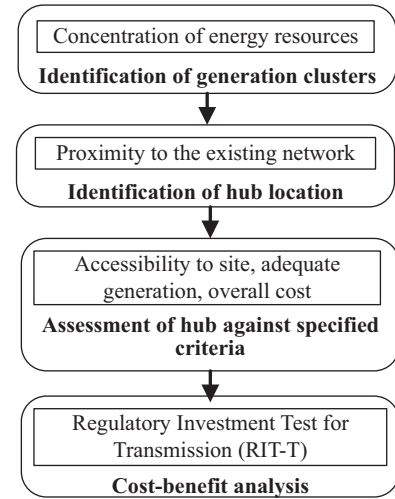 Concentration of energy resources
Identification of generation clusters
Proximity to the existing network
Identification of hub location
Accessibility to site, adequate
generation, overall cost
Assessment of hub against specified
criteria
Regulatory Investment Test for
Transmission (RIT-T)
Cost-benefit analysis